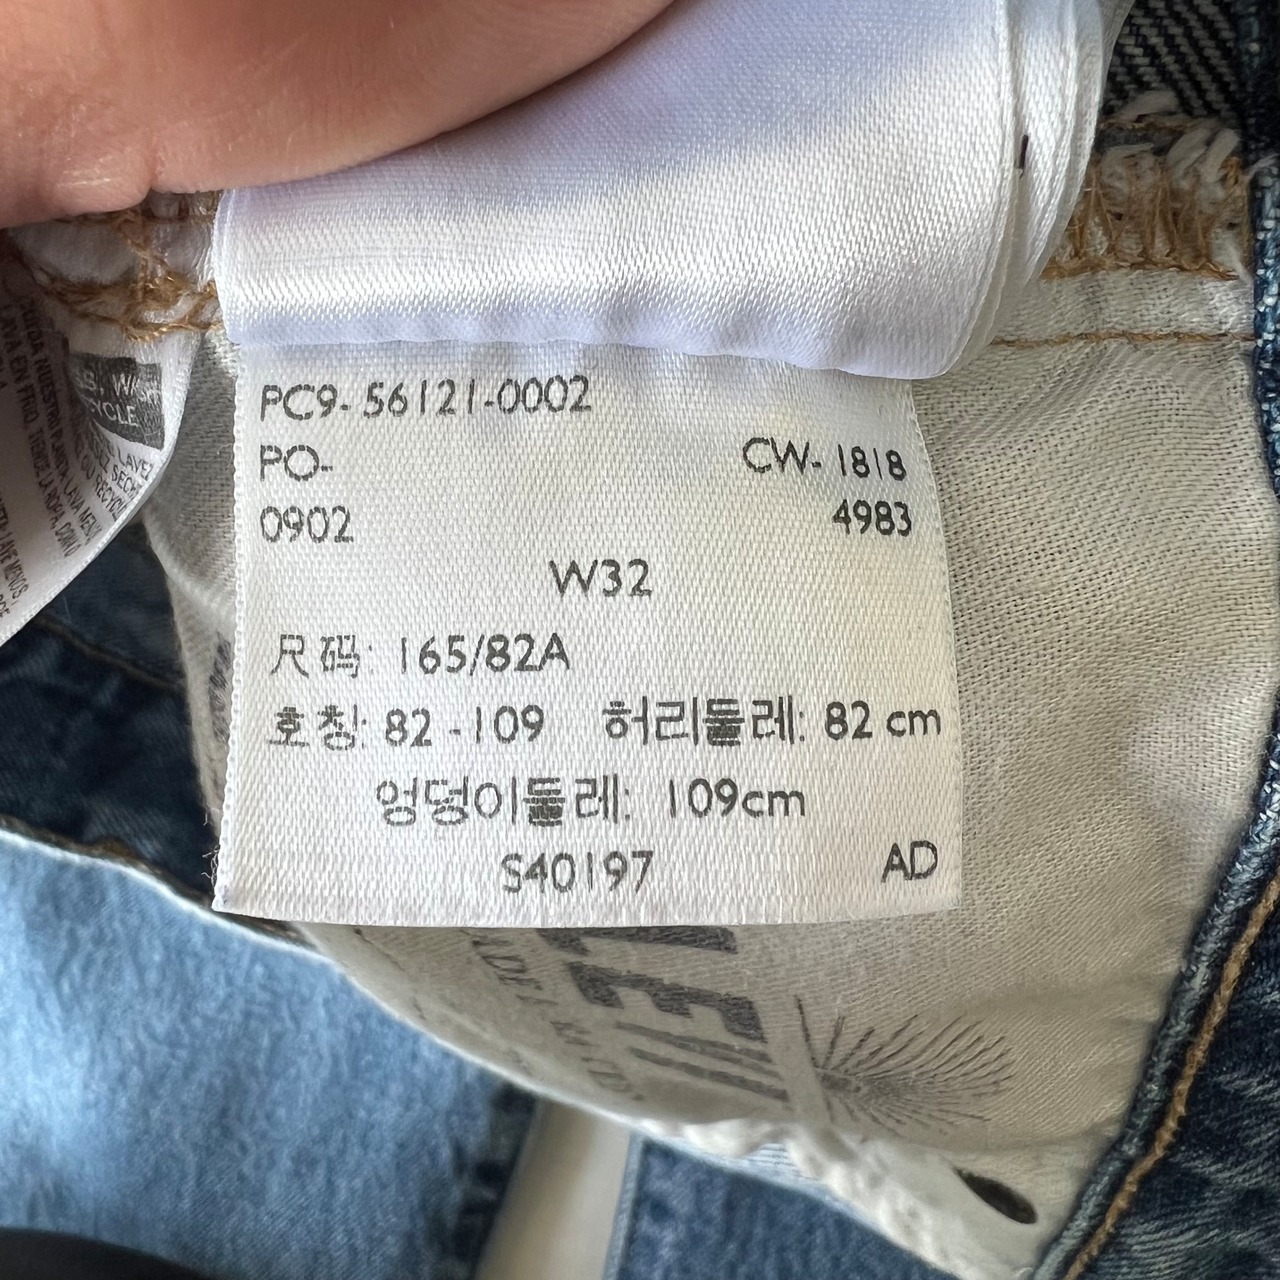 PC9-56121-0002
PO-
CW-1818
0902
4983
W32
尺码: 165/82A
호칭: 82-109 허리둘레: 82 cm
엉덩이둘레: 109cm
S40197 AD
LEVI